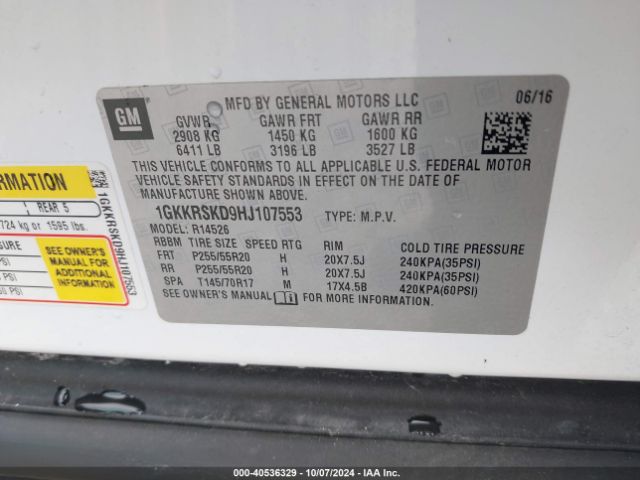 GM
MFD BY GENERAL MOTORS LLC
06/16
GVWR GAWR FRT GAWR RR
2908 KG 1450 KG 1600 KG
6411 LB 3196 LB 3527 LB
THIS VEHICLE CONFORMS TO ALL APPLICABLE U.S. FEDERAL MOTOR
VEHICLE SAFETY STANDARDS IN EFFECT ON THE DATE OF
MANUFACTURE SHOWN ABOVE.
1GKKRSKD9HJ107553 TYPE: M.P.V.
MODEL: R14526
RBBM TIRE SIZE SPEED RTG RIM COLD TIRE PRESSURE
FRT P255/55R20 H 20X7.5J 240KPA(35PSI)
RR P255/55R20 H 20X7.5J 240KPA(35PSI)
SPA T145/70R17 M 17X4.5B 420KPA(60PSI)
SEE OWNER'S MANUAL FOR MORE INFORMATION.
REAR 5
724 kg or 1595 lbs.
SEE OWNER'S
MANUAL FOR
ADDITIONAL
INFORMATION
PSI
1GKKRSKD9HJ107553
000-40536329 - 10/07/2024 - IAA Inc.